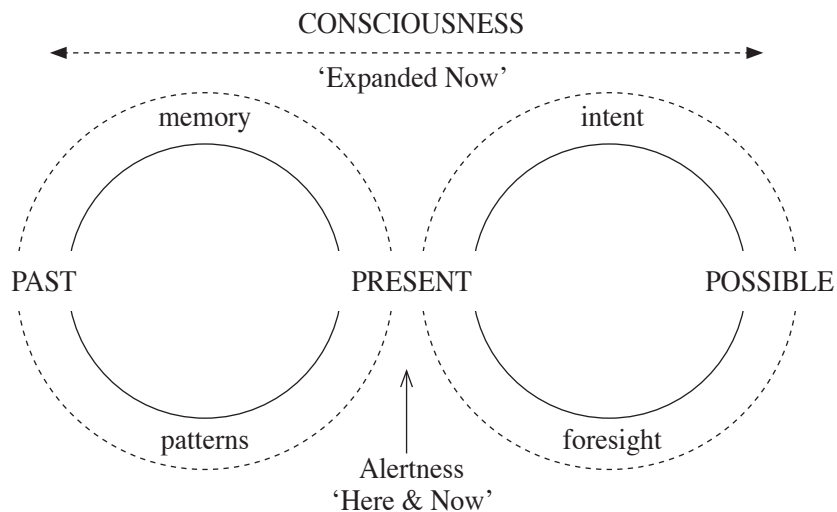 CONSCIOUSNESS
‘Expanded Now’
memory
intent
PAST
PRESENT
POSSIBLE
patterns
foresight
Alertness
‘Here & Now’